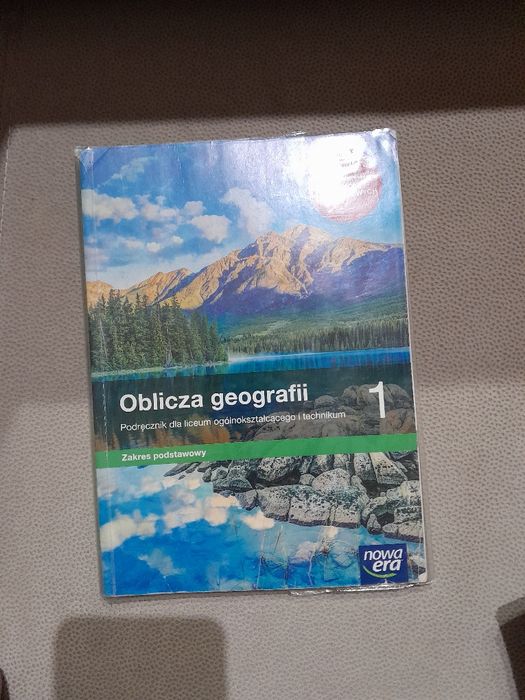 Oblicza geografii
1
Podręcznik dla liceum ogólnokształcącego i technikum
Zakres podstawowy
nowa
era